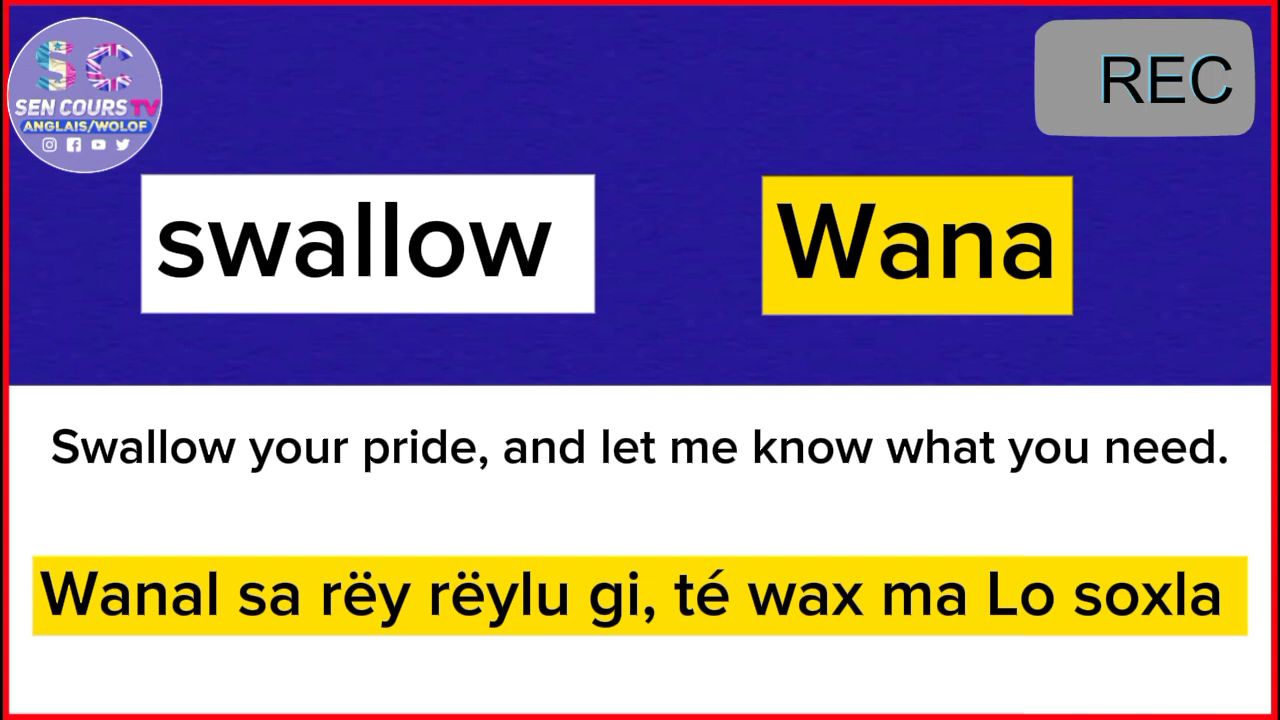 SC
SEN COURS TV
ANGLAIS/WOLOF
REC
swallow
Wana
Swallow your pride, and let me know what you need.
Wanal sa rëy rëylu gi, té wax ma Lo soxla